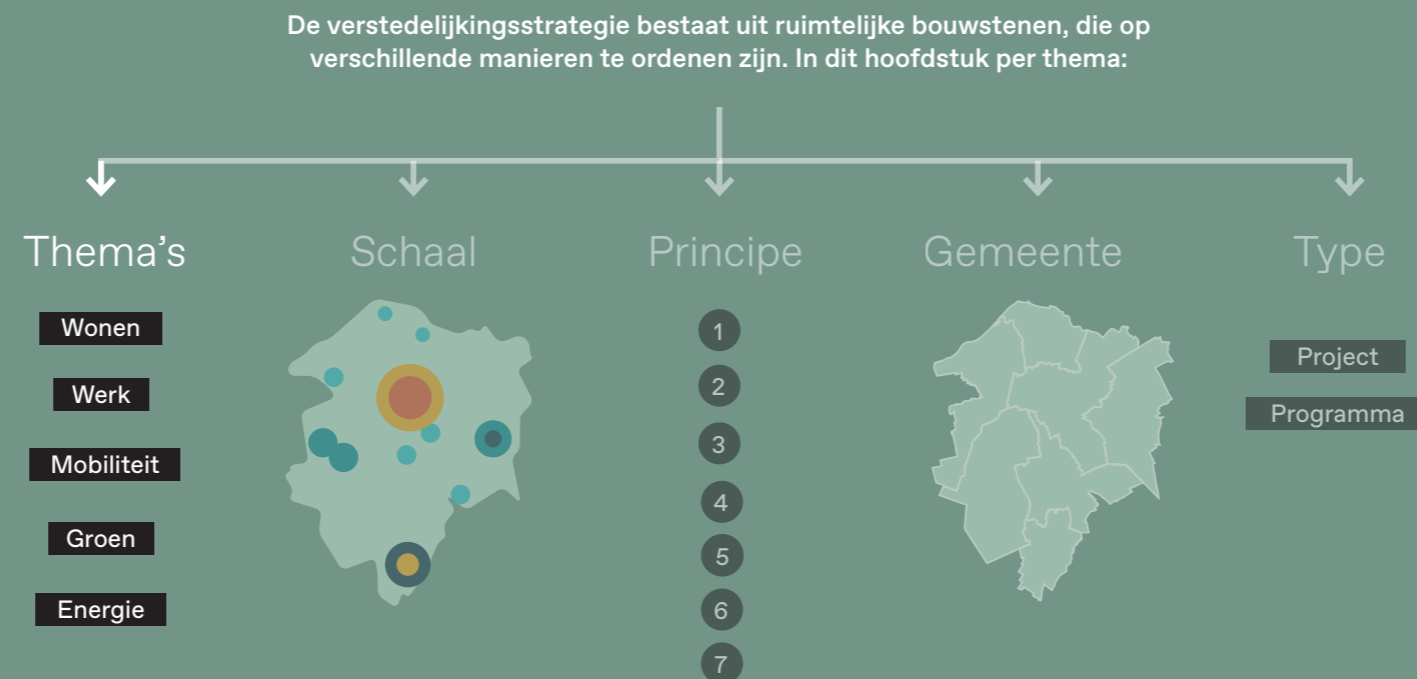 De verstedelijkingsstrategie bestaat uit ruimtelijke bouwstenen, die op
verschillende manieren te ordenen zijn. In dit hoofdstuk per thema:
Thema's
Wonen
Werk
Mobiliteit
Groen
Energie
Schaal
Principe
1
2
3
4
5
6
7
Gemeente
Type
Project
Programma